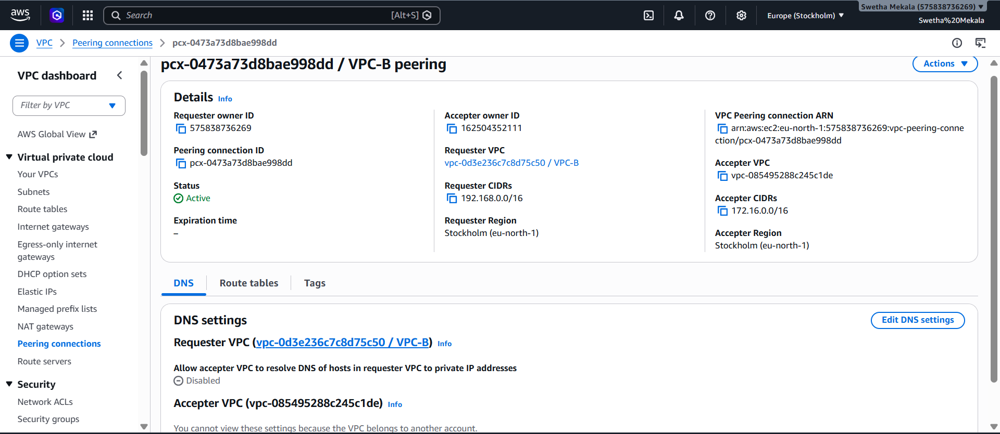 aws
Search
[Alt+S]
Europe (Stockholm)
Swetha Mekala (575838736269)
Swetha%20Mekala
VPC
Peering connections
pcx-0473a73d8bae998dd
VPC dashboard
Filter by VPC
AWS Global View
Virtual private cloud
Your VPCs
Subnets
Route tables
Internet gateways
Egress-only internet
gateways
DHCP option sets
Elastic IPs
Managed prefix lists
NAT gateways
Peering connections
Route servers
Security
Network ACLs
Security groups
pcx-0473a73d8bae998dd / VPC-B peering
Actions
Details Info
Requester owner ID
575838736269
Peering connection ID
pcx-0473a73d8bae998dd
Status
Active
Expiration time
–
Accepter owner ID
162504352111
Requester VPC
vpc-0d3e236c7c8d75c50 / VPC-B
Requester CIDRs
192.168.0.0/16
Requester Region
Stockholm (eu-north-1)
VPC Peering connection ARN
arn:aws:ec2:eu-north-1:575838736269:vpc-peering-conne
ction/pcx-0473a73d8bae998dd
Accepter VPC
vpc-085495288c245c1de
Accepter CIDRs
172.16.0.0/16
Accepter Region
Stockholm (eu-north-1)
DNS
Route tables
Tags
DNS settings
Edit DNS settings
Requester VPC (vpc-0d3e236c7c8d75c50 / VPC-B) Info
Allow accepter VPC to resolve DNS of hosts in requester VPC to private IP addresses
Disabled
Accepter VPC (vpc-085495288c245c1de) Info
You cannot view these settings because the VPC belongs to another account.